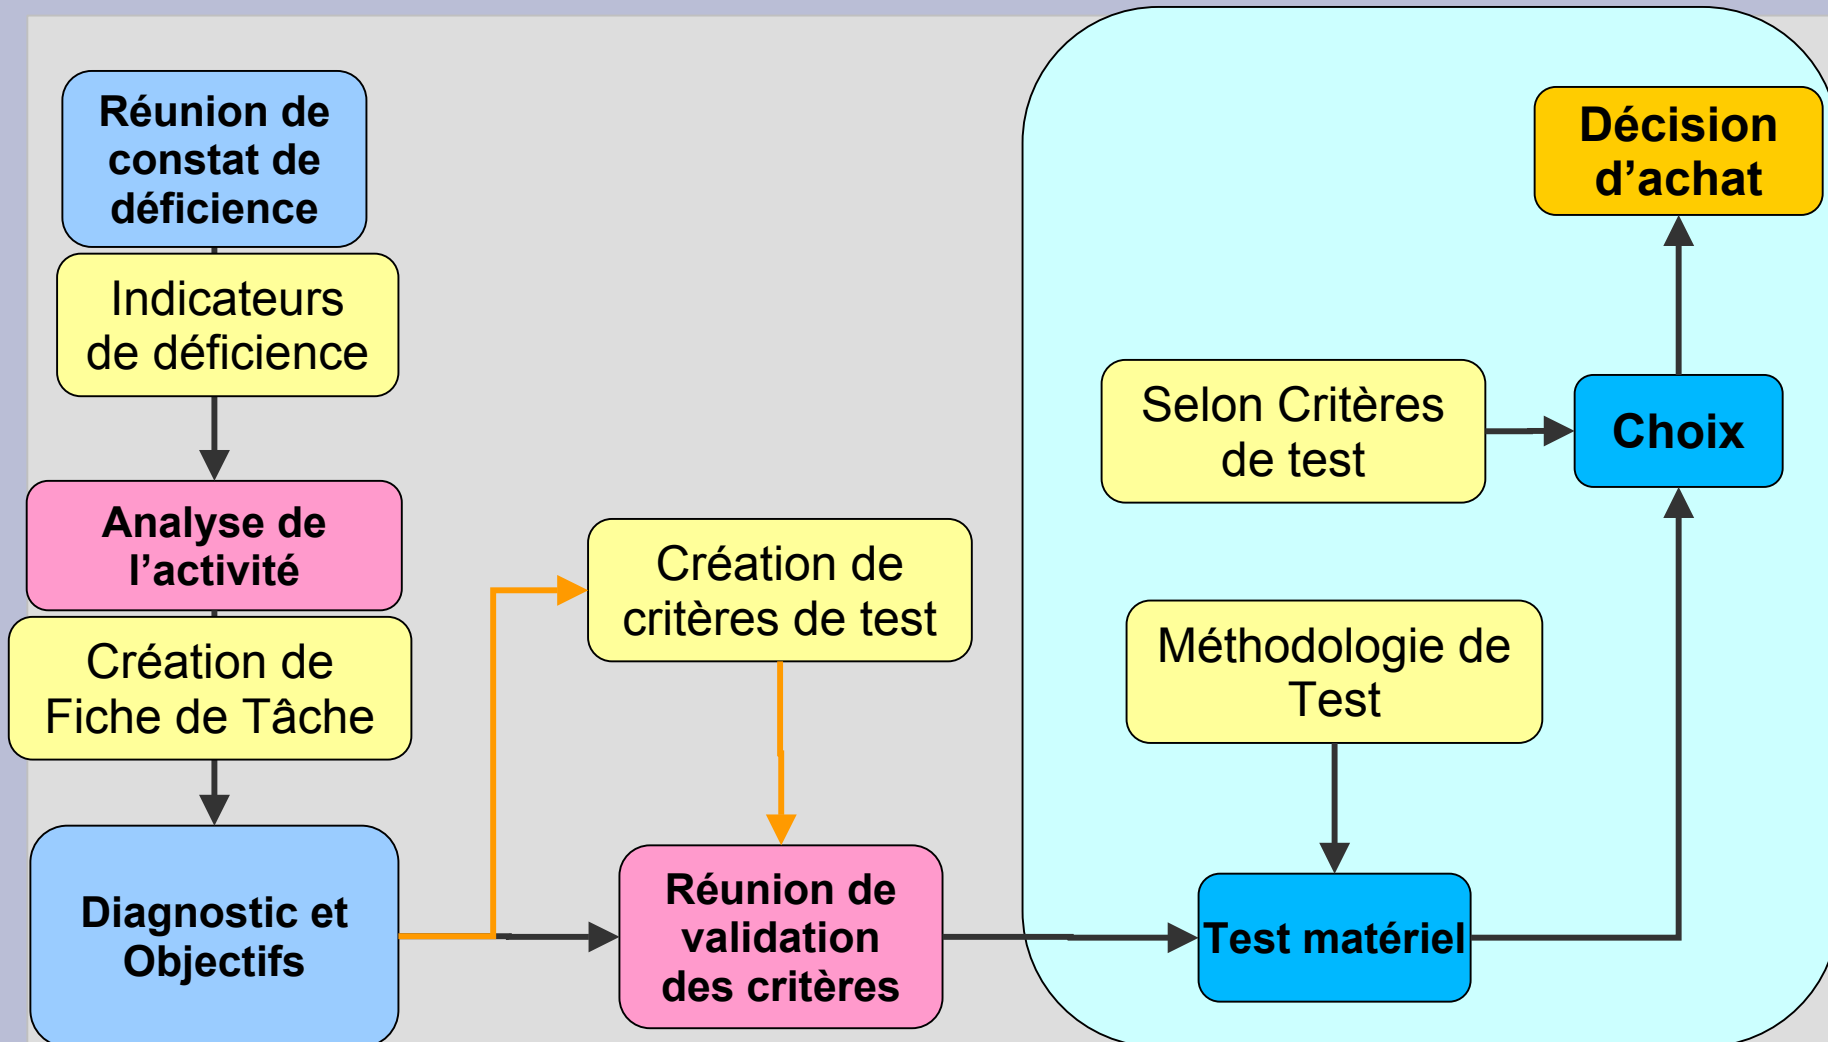 Réunion de
constat de
déficience
Indicateurs
de déficience
Analyse de
l’activité
Création de
Fiche de Tâche
Diagnostic et
Objectifs
Création de
critères de test
Réunion de
validation
des critères
Décision
d’achat
Selon Critères
de test
Choix
Méthodologie de
Test
Test matériel